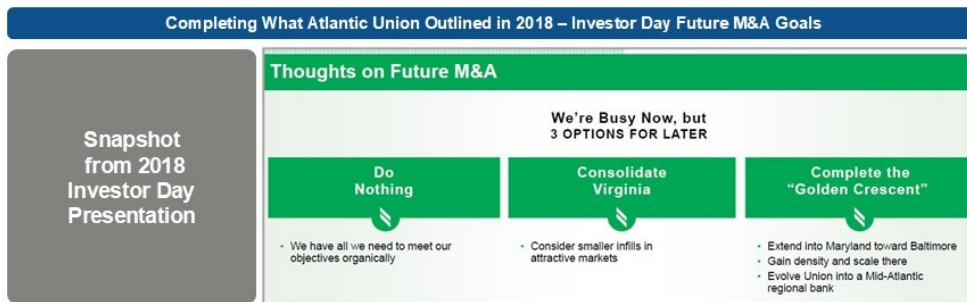 Completing What Atlantic Union Outlined in 2018 – Investor Day Future M&A Goals
Snapshot
from 2018
Investor Day
Presentation
Thoughts on Future M&A
We're Busy Now, but
3 OPTIONS FOR LATER
Do
Nothing
• We have all we need to meet our
objectives organically
Consolidate
Virginia
• Consider smaller infills in
attractive markets
Complete the
“Golden Crescent”
• Extend into Maryland toward Baltimore
• Gain density and scale there
• Evolve Union into a Mid-Atlantic
regional bank